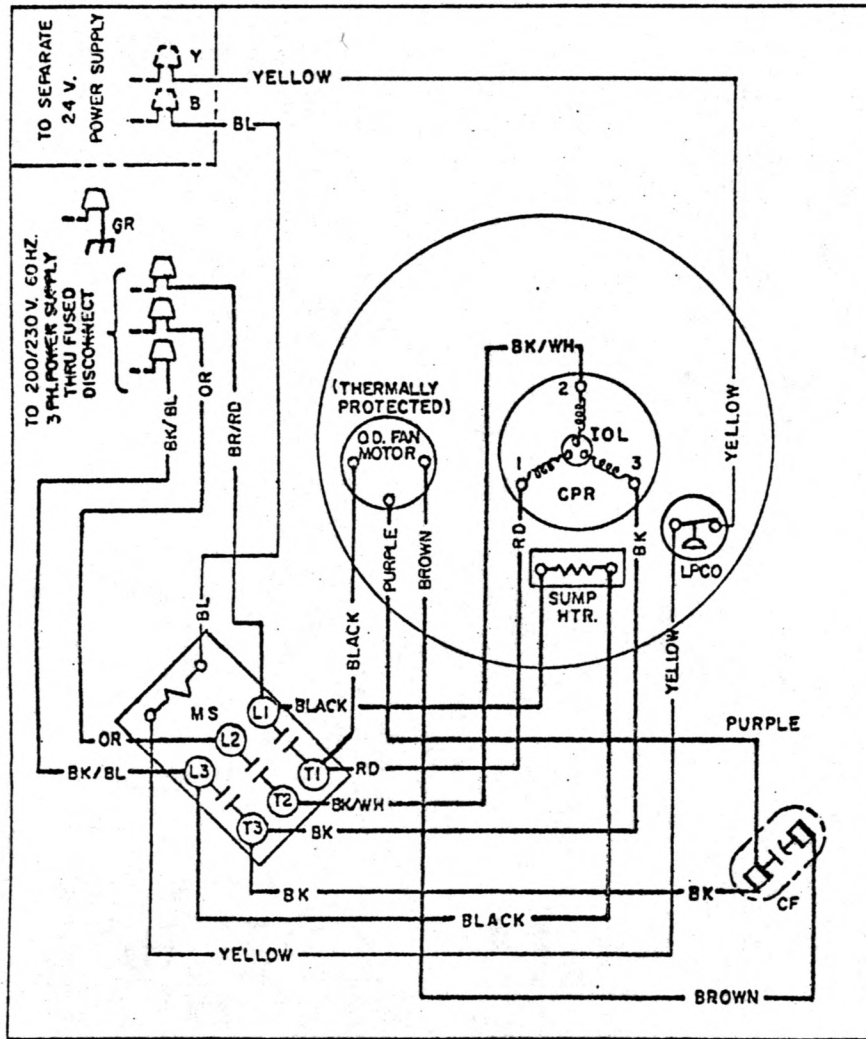 TO SEPARATE
24 V.
POWER SUPPLY
Y
B
YELLOW
BL
GR
TO 200/230 V. 60 HZ.
3 PH. POWER SUPPLY
THRU FUSED
DISCONNECT
BK/BL
OR
BR/RD
BK/WH
(THERMALLY
PROTECTED)
O.D. FAN
MOTOR
2
IOL
1
3
CPR
YELLOW
LPCO
RD
BK
SUMP
HTR.
PURPLE
BROWN
BLACK
BL
YELLOW
MS
L1
BLACK
PURPLE
OR
L2
T1
RD
BK/BL
L3
T2
BK/WH
T3
BK
BK
BK
CF
BLACK
YELLOW
BROWN